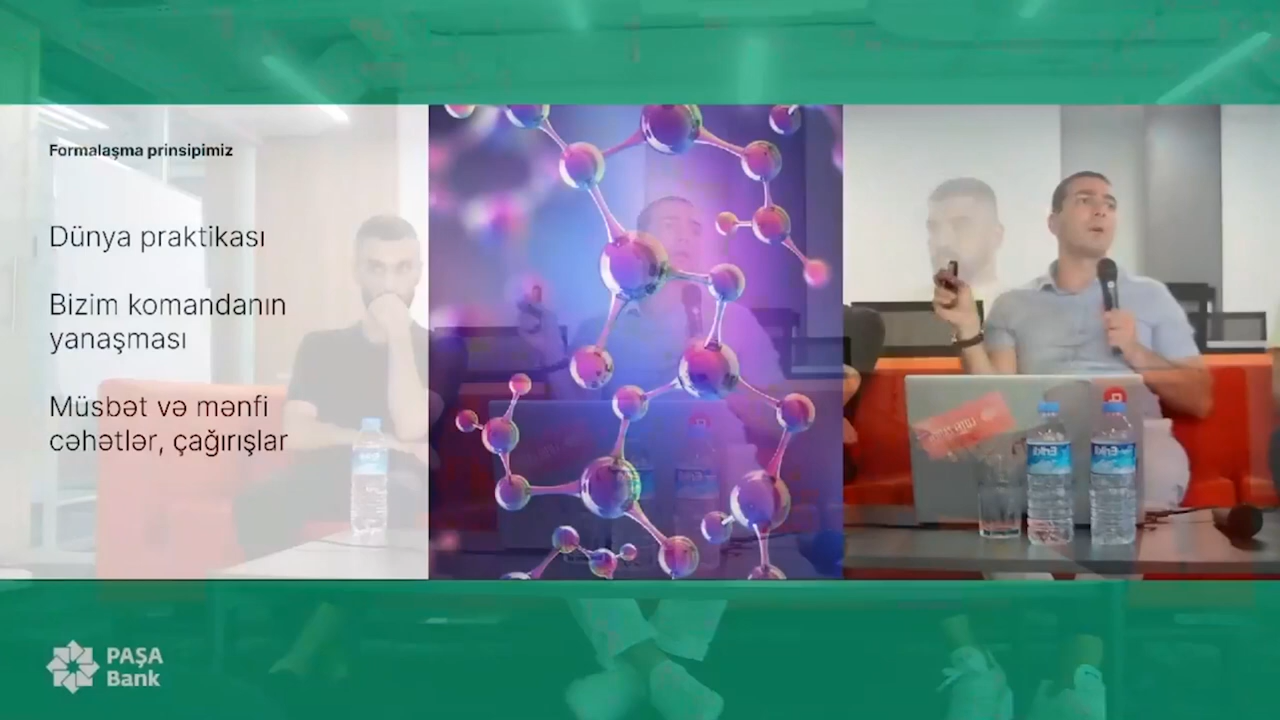 Formalaşma prinsipimiz
Dünya praktikası
Bizim komandanın
yanaşması
Müsbət və mənfi
cəhətlər, çağırışlar
PAŞA
Bank